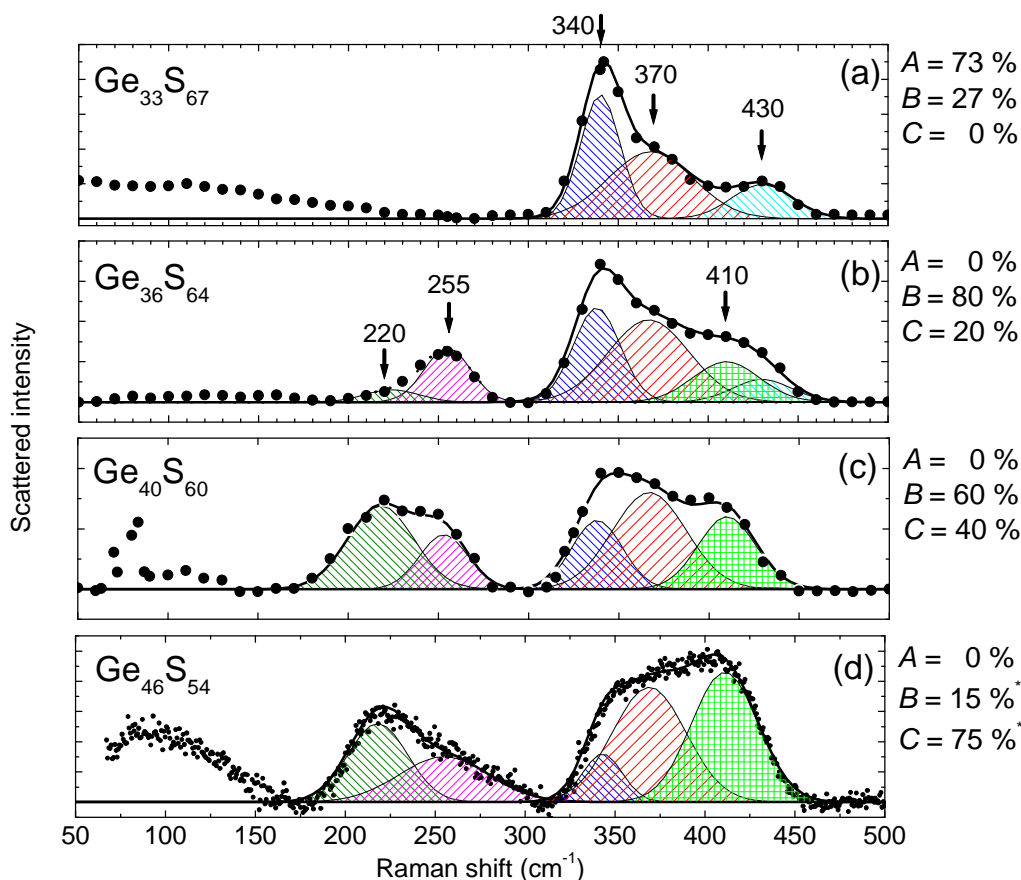 340
Ge33S67
(a)
A = 73 %
370
B = 27 %
430
C = 0 %
Ge36S64
(b)
A = 0 %
255
410
B = 80 %
220
C = 20 %
Scattered intensity
Ge40S60
(c)
A = 0 %
B = 60 %
C = 40 %
Ge46S54
(d)
A = 0 %
B = 15 %*
C = 75 %*
50 100 150 200 250 300 350 400 450 500
Raman shift (cm-1)